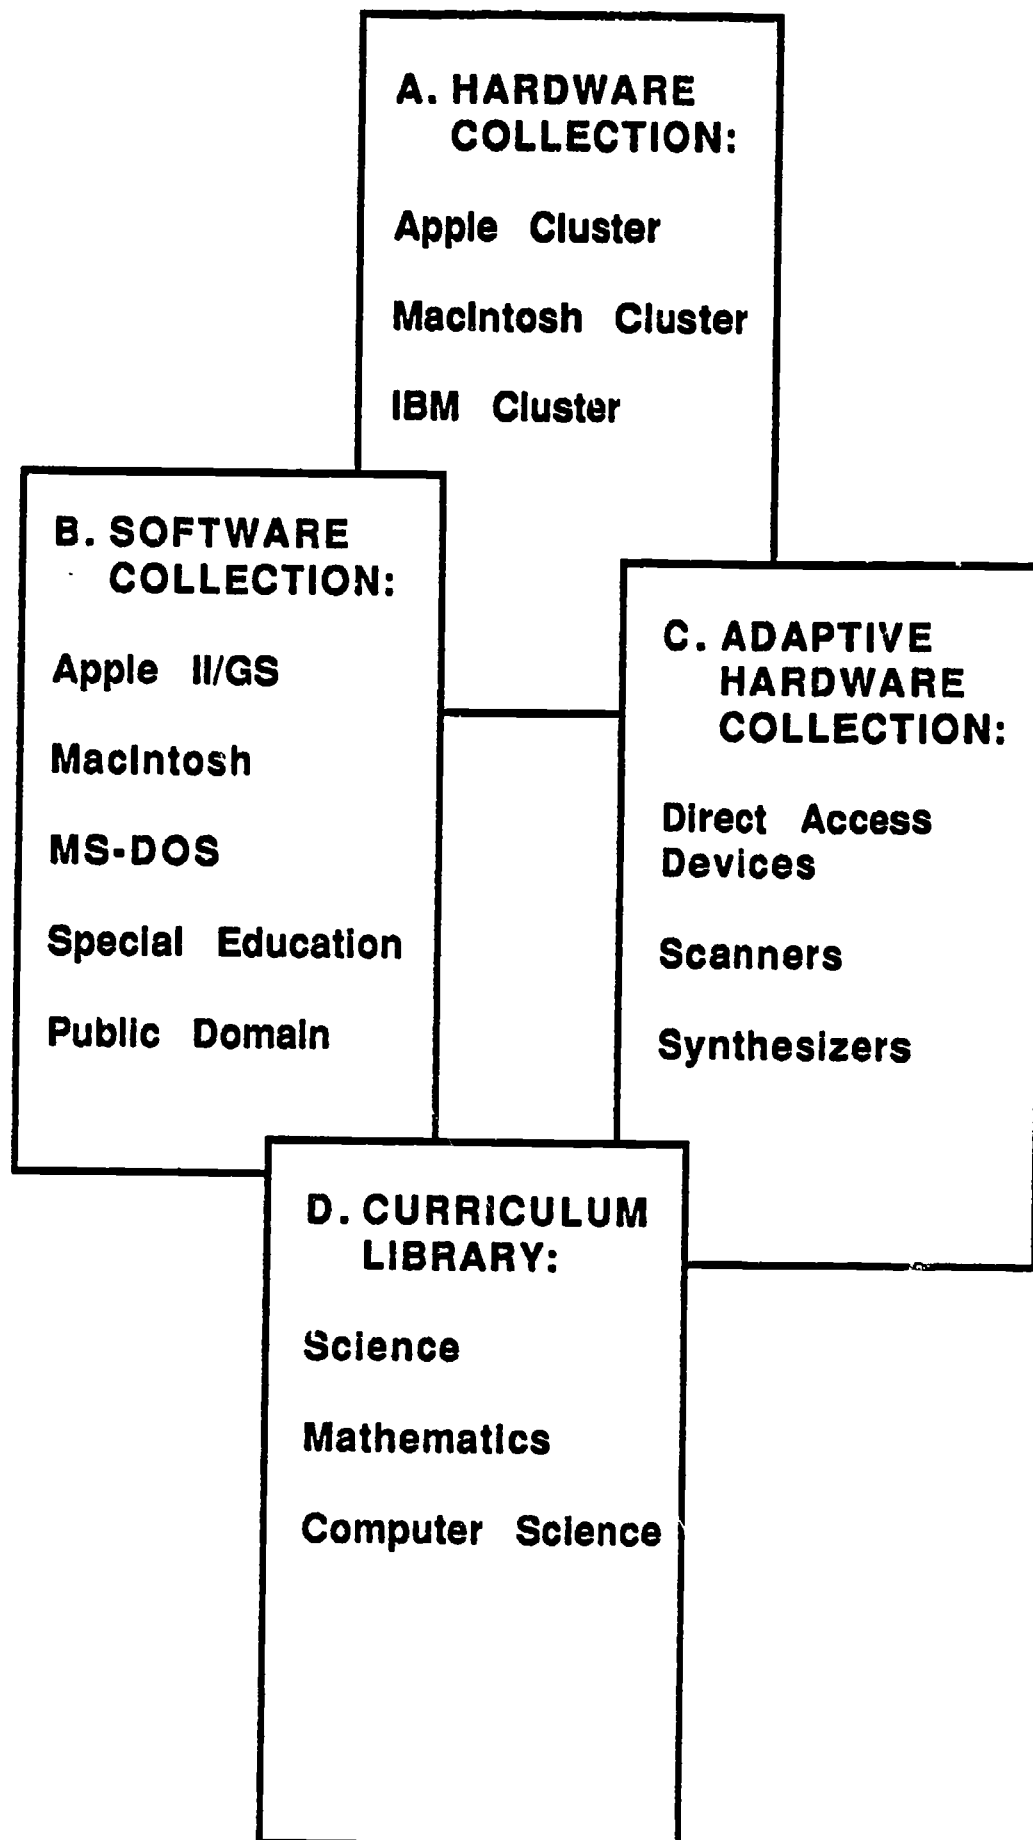 A. HARDWARE
COLLECTION:
Apple Cluster
Macintosh Cluster
IBM Cluster
B. SOFTWARE
COLLECTION:
Apple II/GS
Macintosh
MS-DOS
Special Education
Public Domain
C. ADAPTIVE
HARDWARE
COLLECTION:
Direct Access
Devices
Scanners
Synthesizers
D. CURRICULUM
LIBRARY:
Science
Mathematics
Computer Science